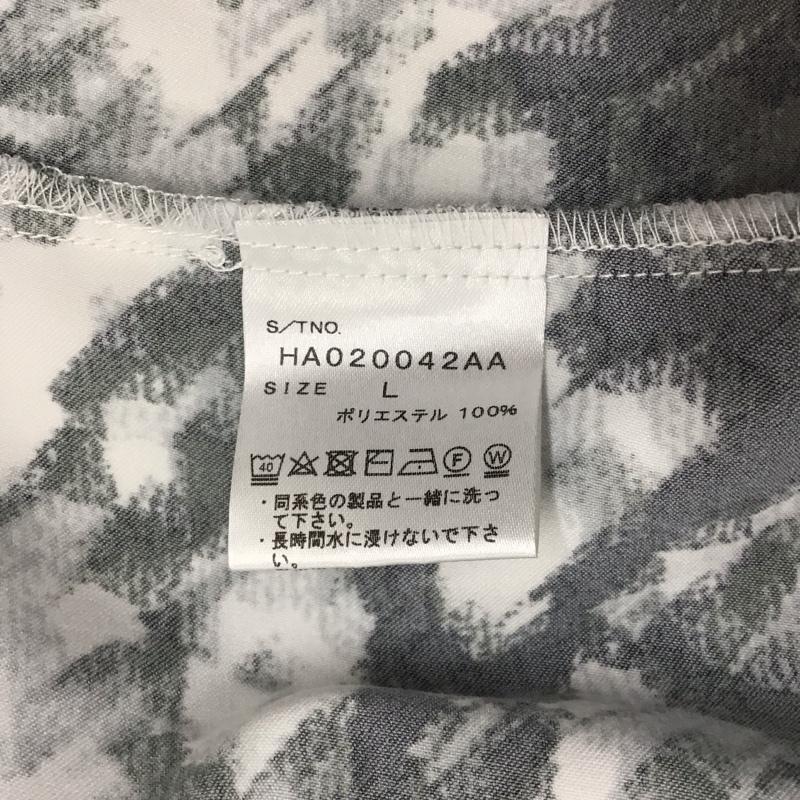 S/TNO.
HA020042AA
SIZE L
ポリエステル 100%
40 F W
・同系色の製品と一緒に洗っ
て下さい。
・長時間水に浸けないで下さ
い。